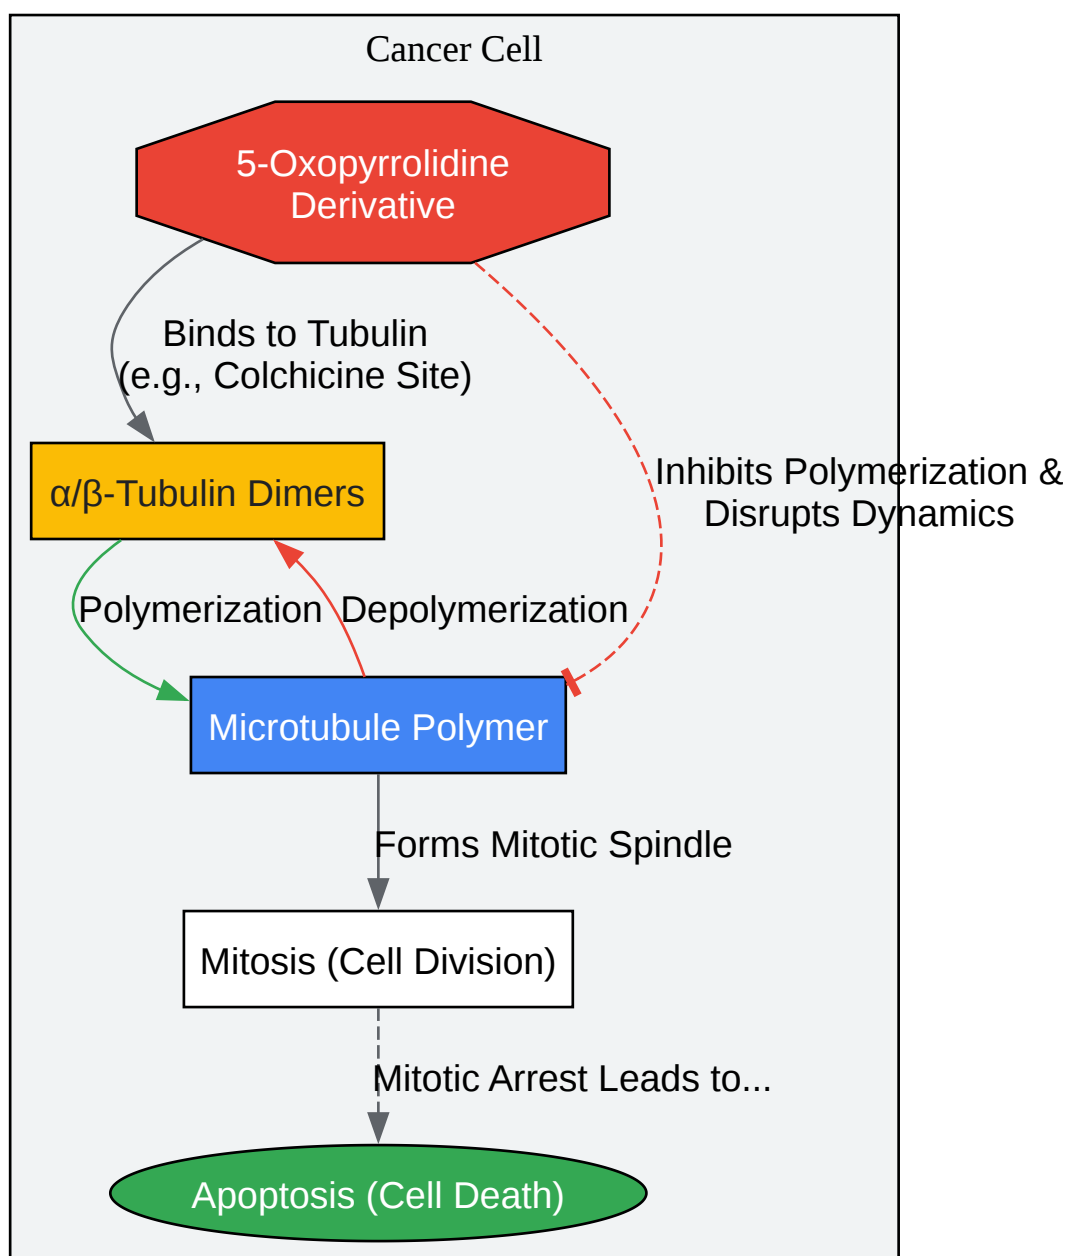 Cancer Cell
5-Oxopyrrolidine
Derivative
Binds to Tubulin
(e.g., Colchicine Site)
Inhibits Polymerization &
Disrupts Dynamics
α/β-Tubulin Dimers
Polymerization
Depolymerization
Microtubule Polymer
Forms Mitotic Spindle
Mitosis (Cell Division)
Mitotic Arrest Leads to...
Apoptosis (Cell Death)